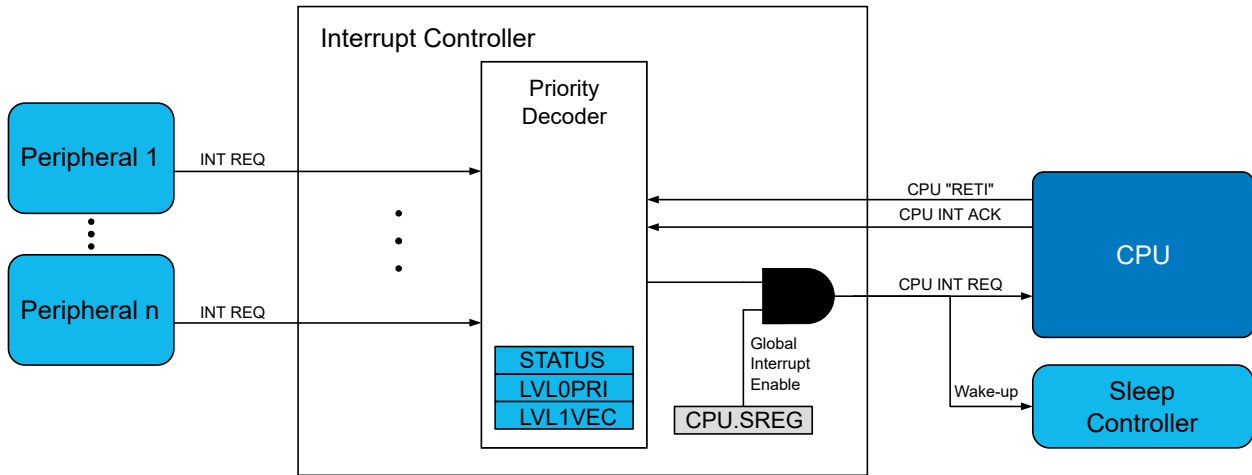 Interrupt Controller
Priority
Decoder
Peripheral 1
INT REQ
CPU "RETI"
CPU INT ACK
CPU
Peripheral n
INT REQ
CPU INT REQ
Global
Interrupt
Enable
STATUS
LVL0PRI
LVL1VEC
CPU.SREG
Wake-up
Sleep
Controller